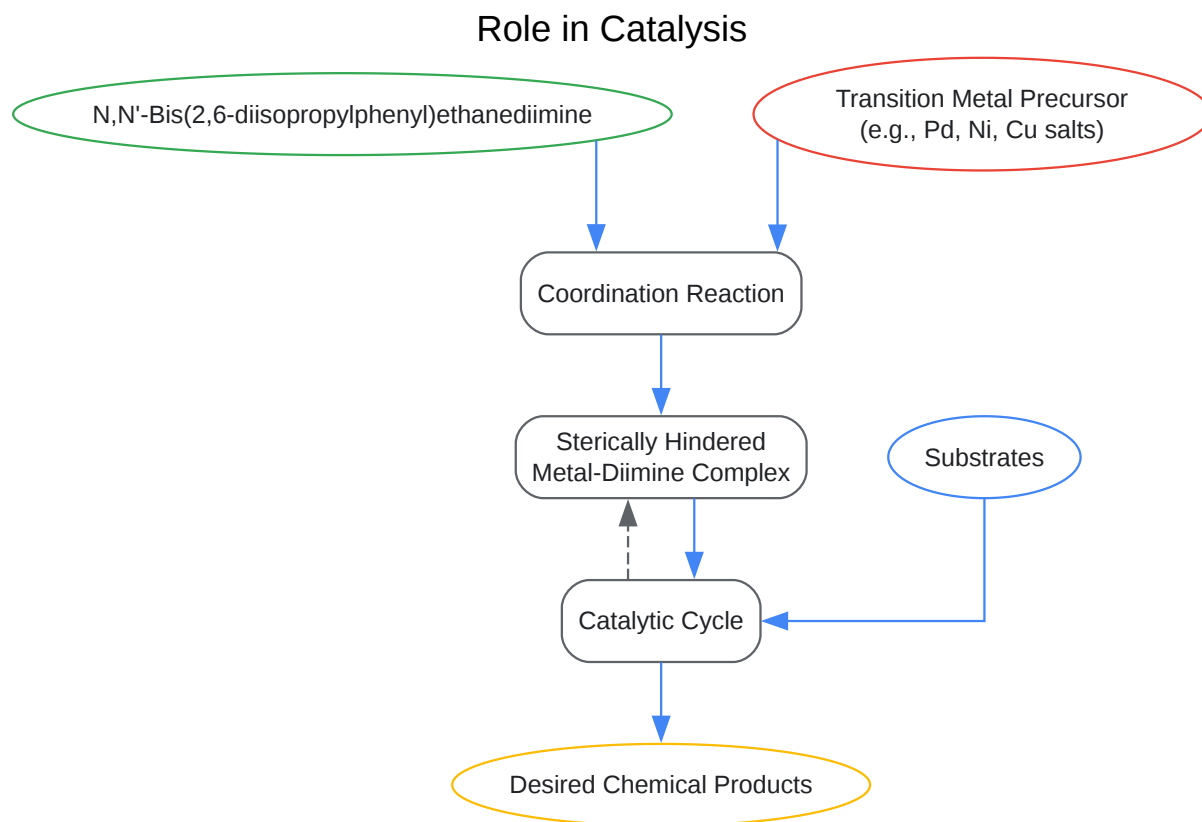 Role in Catalysis
N,N'-Bis(2,6-diisopropylphenyl)ethanediimine
Transition Metal Precursor
(e.g., Pd, Ni, Cu salts)
Coordination Reaction
Sterically Hindered
Metal-Diimine Complex
Substrates
Catalytic Cycle
Desired Chemical Products